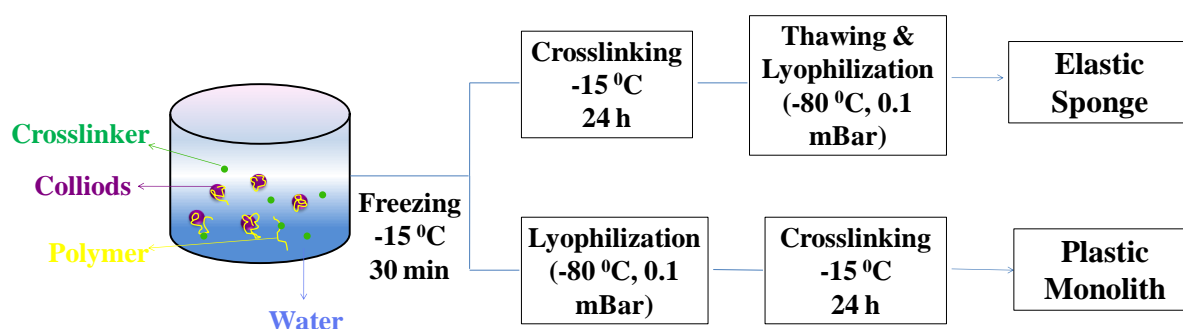 Crosslinker
Colliods
Polymer
Water
Freezing
-15 ⁰C
30 min
Crosslinking
-15 ⁰C
24 h
Thawing &
Lyophilization
(-80 ⁰C, 0.1
mBar)
Elastic
Sponge
Lyophilization
(-80 ⁰C, 0.1
mBar)
Crosslinking
-15 ⁰C
24 h
Plastic
Monolith